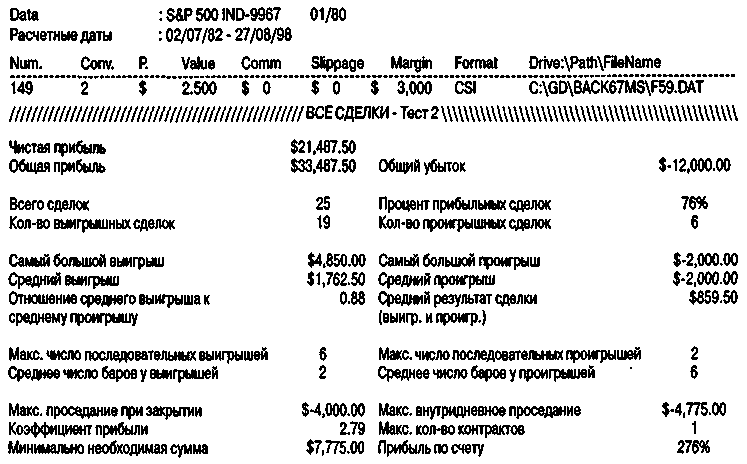 Data : S&P 500 IND-9967 01/80
Расчетные даты : 02/07/82 - 27/08/98
Num. Conv. P. Value Comm Slippage Margin Format Drive:\Path\FileName
149 2 $ 2.500 $ 0 $ 0 $ 3,000 CSI C:\GD\BACK67MS\F59.DAT
ВСЕ СДЕЛКИ - Тест 2
Чистая прибыль $21,487.50
Общая прибыль $33,487.50 Общий убыток $-12,000.00
Всего сделок 25 Процент прибыльных сделок 76%
Кол-во выигрышных сделок 19 Кол-во проигрышных сделок 6
Самый большой выигрыш $4,850.00 Самый большой проигрыш $-2,000.00
Средний выигрыш $1,762.50 Средний проигрыш $-2,000.00
Отношение среднего выигрыша к 0.88 Средний результат сделки $859.50
среднему проигрышу (выигр. и проигр.)
Макс. число последовательных выигрышей 6 Макс. число последовательных проигрышей 2
Среднее число баров у выигрышей 2 Среднее число баров у проигрышей 6
Макс. проседание при закрытии $-4,000.00 Макс. внутридневное проседание $-4,775.00
Коэффициент прибыли 2.79 Макс. кол-во контрактов 1
Минимально необходимая сумма $7,775.00 Прибыль по счету 276%